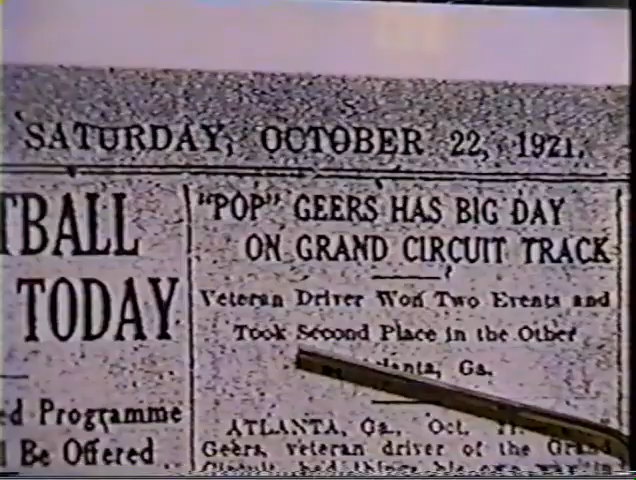 SATURDAY, OCTOBER 22, 1921.
TBALL
TODAY
ed Programme
Be Offered
"POP" GEERS HAS BIG DAY
ON GRAND CIRCUIT TRACK
Veteran Driver Won Two Events and
Took Second Place in the Other
Ga.
ATLANTA, Ga., Oct.
Geers, veteran driver of the Grand